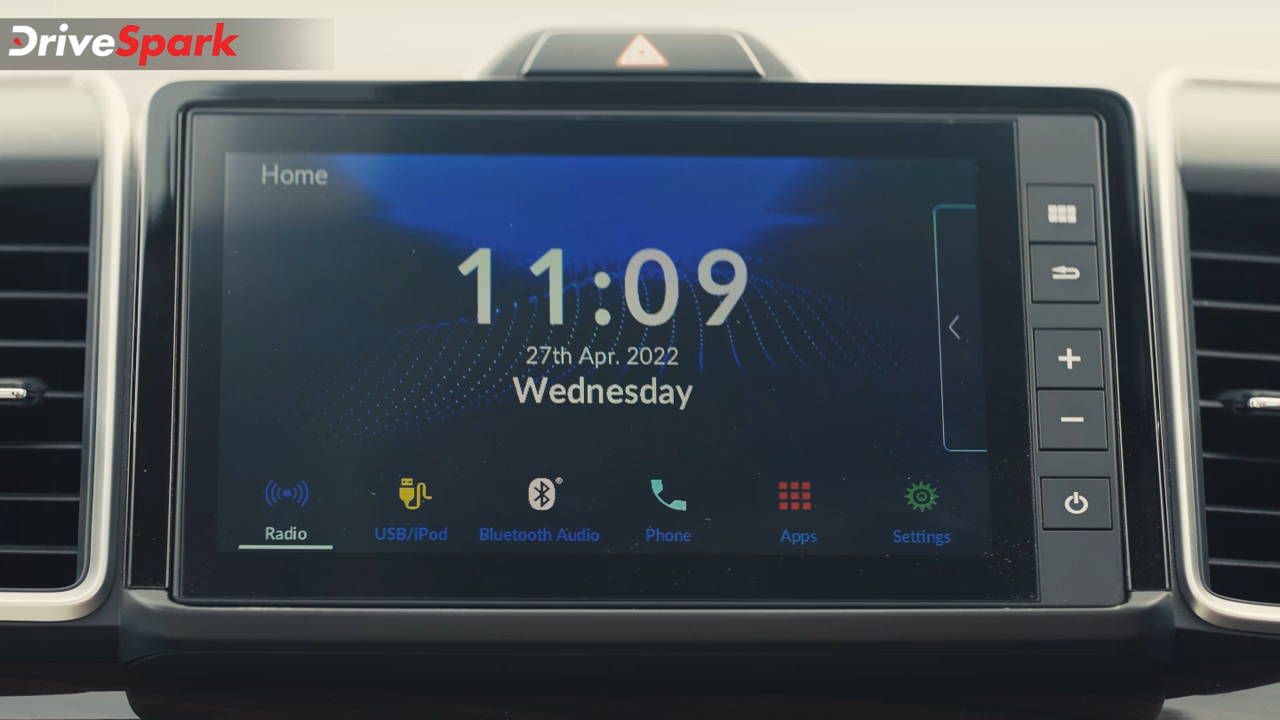 DriveSpark
Home
11:09
27th Apr. 2022
Wednesday
Radio
USB/iPod
Bluetooth Audio
Phone
Apps
Settings